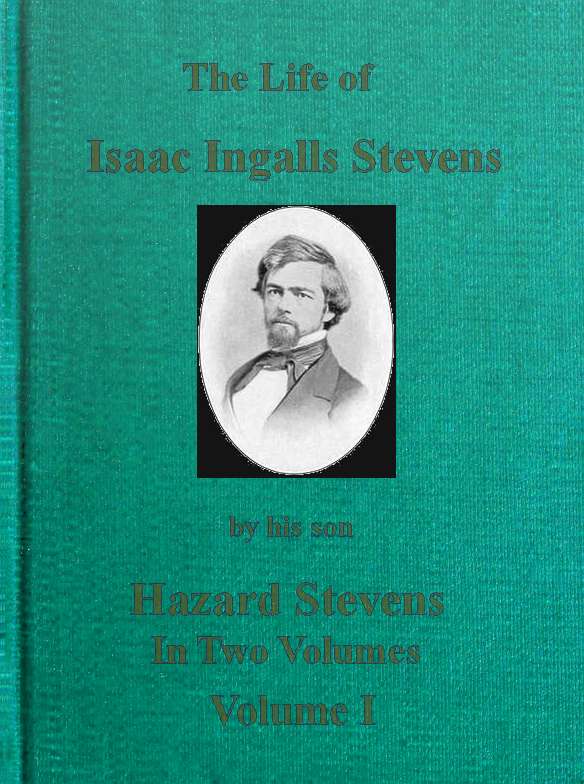 The Life of
Isaac Ingalls Stevens
by his son
Hazard Stevens
In Two Volumes
Volume I